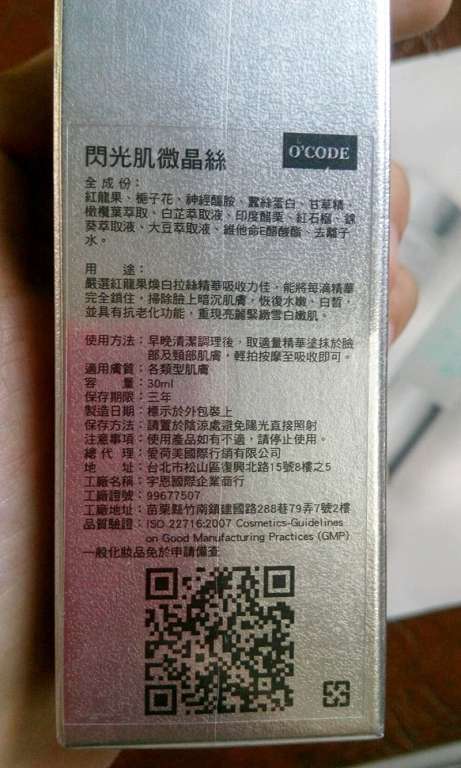 閃光肌微晶絲
O'CODE
全成份：
紅龍果、梔子花、神經醯胺、蠶絲蛋白、甘草精、
橄欖葉萃取、白芷萃取液、印度醋栗、紅石榴、錦
葵萃取液、大豆萃取液、維他命E醋酸酯、去離子
水。
用　途：
嚴選紅龍果煥白拉絲精華吸收力佳，能將每滴精華
完全鎖住，掃除臉上暗沉肌膚，恢復水嫩、白皙，
並具有抗老化功能，重現亮麗緊緻雪白嫩肌。
使用方法：早晚清潔調理後，取適量精華塗抹於臉
部及頸部肌膚，輕拍按摩至吸收即可。
適用膚質：各類型肌膚
容　量：30ml
保存期限：三年
製造日期：標示於外包裝上
保存方法：請置於陰涼處避免陽光直接照射
注意事項：使用產品如有不適，請停止使用。
總代理：愛荷美國際行銷有限公司
地　址：台北市松山區復興北路15號8樓之5
工廠名稱：宇恩國際企業商行
工廠證號：99677507
工廠地址：苗栗縣竹南鎮建國路288巷79弄7號2樓
品質驗證：ISO 22716:2007 Cosmetics-Guidelines
on Good Manufacturing Practices (GMP)
一般化妝品免於申請備查